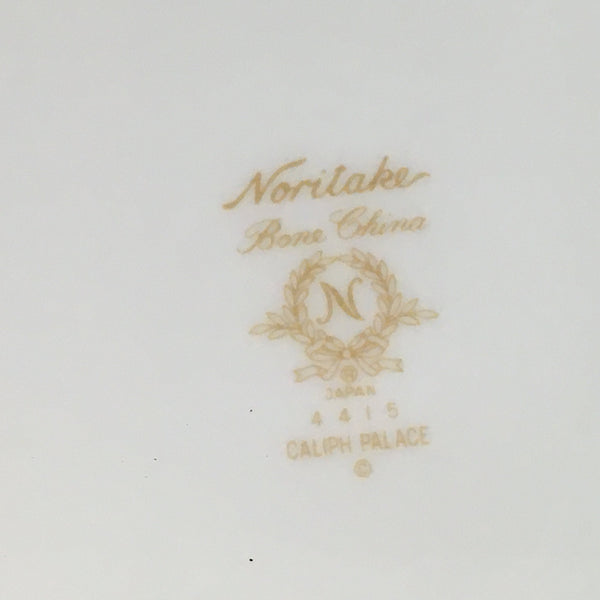 Noritake
Bone China
N
®
JAPAN
4415
CALIPH PALACE
©